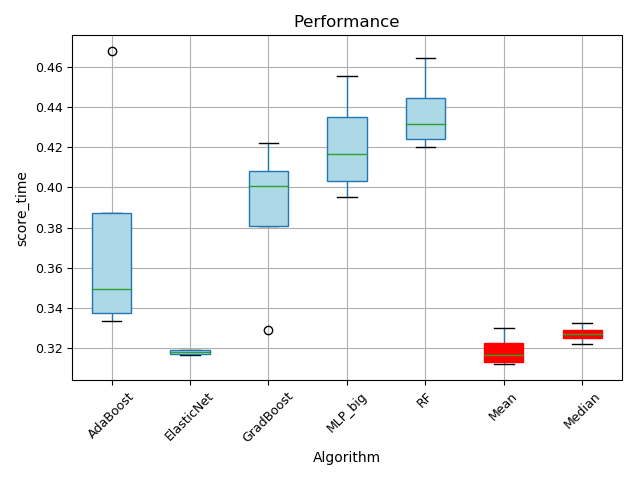 Performance
score_time
0.46
0.44
0.42
0.40
0.38
0.36
0.34
0.32
AdaBoost
ElasticNet
GradBoost
MLP_big
RF
Mean
Median
Algorithm